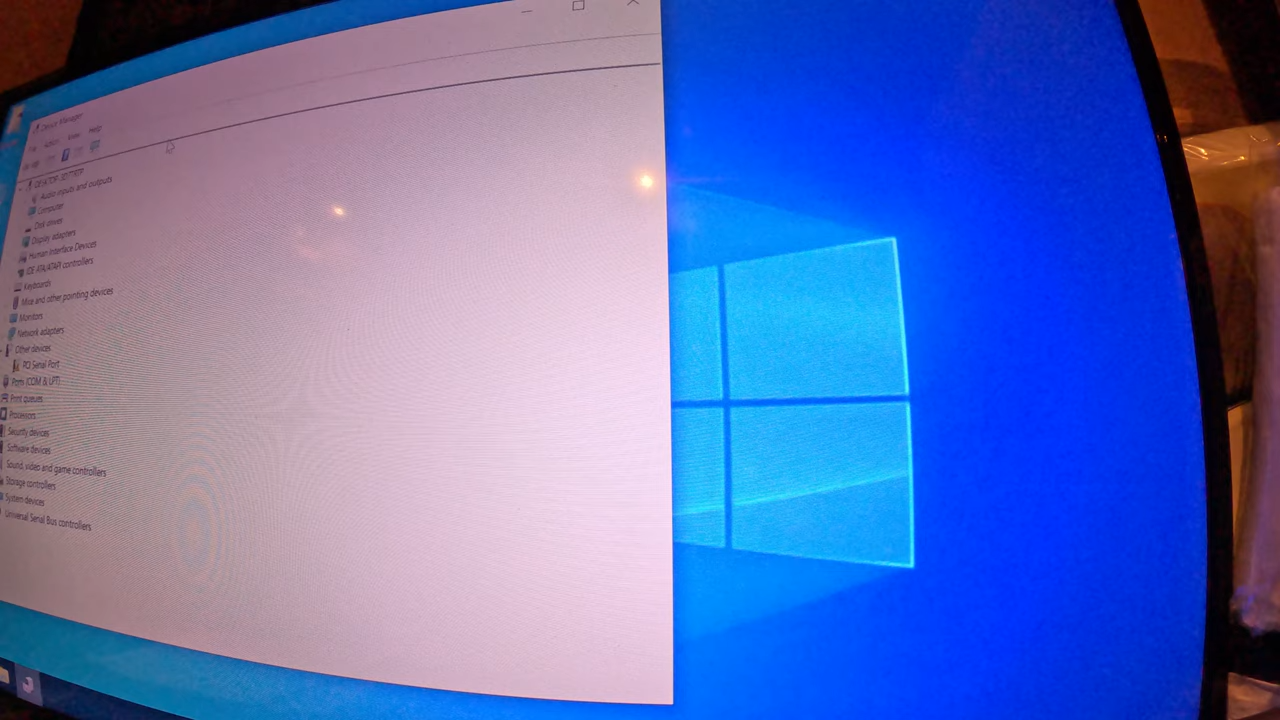 Device Manager
File Action View Help
Audio inputs and outputs
Computer
Disk drives
Display adapters
Human Interface Devices
IDE ATA/ATAPI controllers
Keyboards
Mice and other pointing devices
Monitors
Network adapters
Other devices
PCI Serial Port
Ports (COM & LPT)
Print queues
Processors
Security devices
Software devices
Sound, video and game controllers
Storage controllers
System devices
Universal Serial Bus controllers